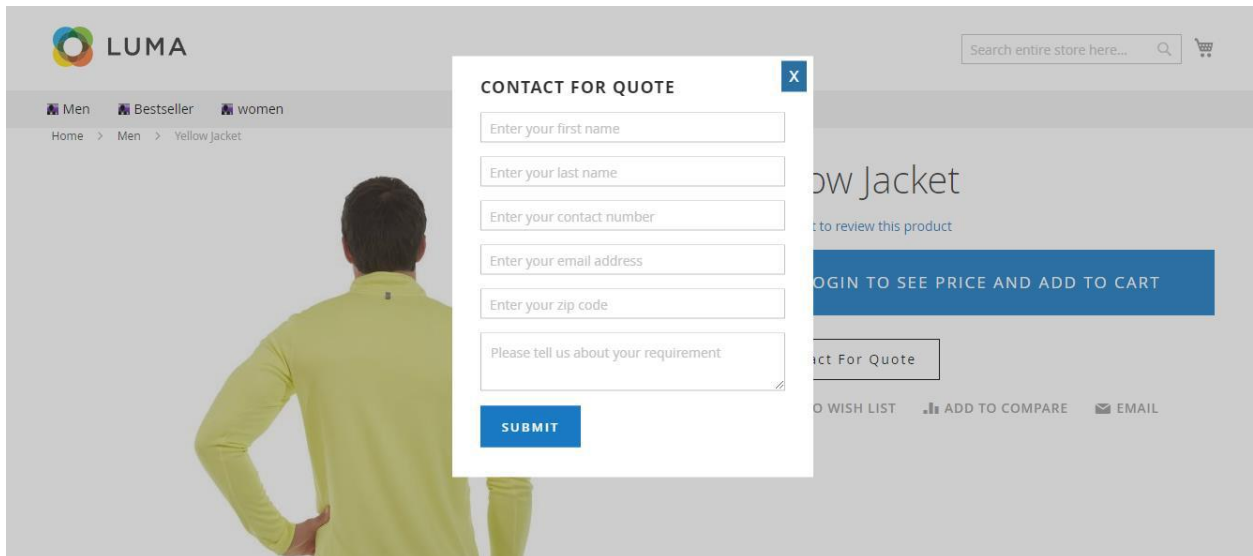 LUMA
Search entire store here...
Men Bestseller women
Home > Men > Yellow Jacket
CONTACT FOR QUOTE
X
Enter your first name
Enter your last name
Enter your contact number
Enter your email address
Enter your zip code
Please tell us about your requirement
SUBMIT
Jacket
to review this product
TO SEE PRICE AND ADD TO CART
For Quote
WISH LIST ADD TO COMPARE EMAIL